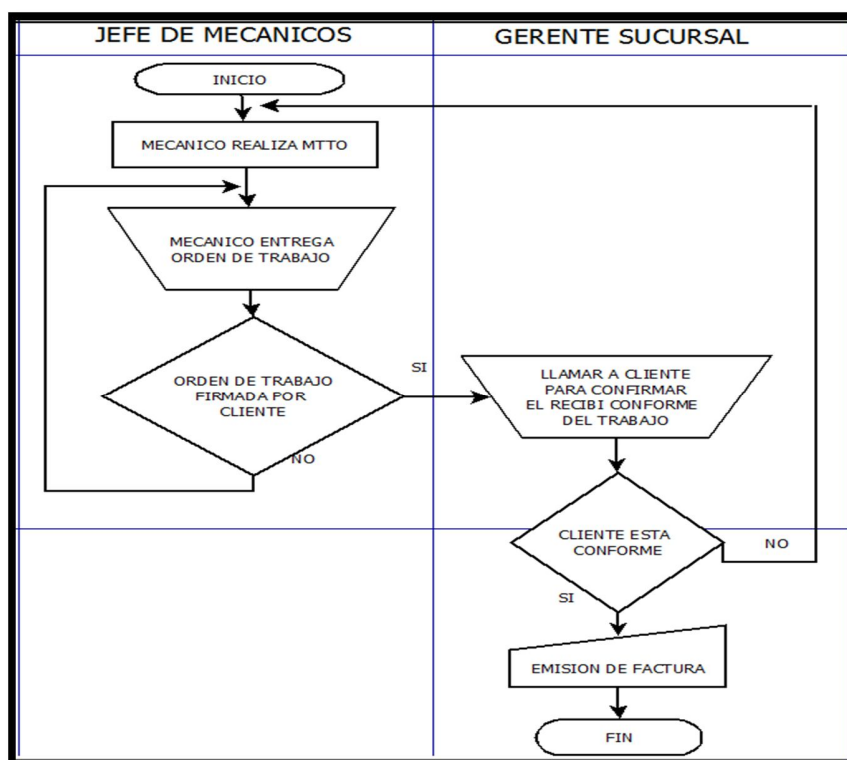 JEFE DE MECANICOS
GERENTE SUCURSAL
INICIO
MECANICO REALIZA MTTO
MECANICO ENTREGA
ORDEN DE TRABAJO
ORDEN DE TRABAJO
FIRMADA POR
CLIENTE
SI
NO
LLAMAR A CLIENTE
PARA CONFIRMAR
EL RECIBI CONFORME
DEL TRABAJO
CLIENTE ESTA
CONFORME
NO
SI
EMISION DE FACTURA
FIN